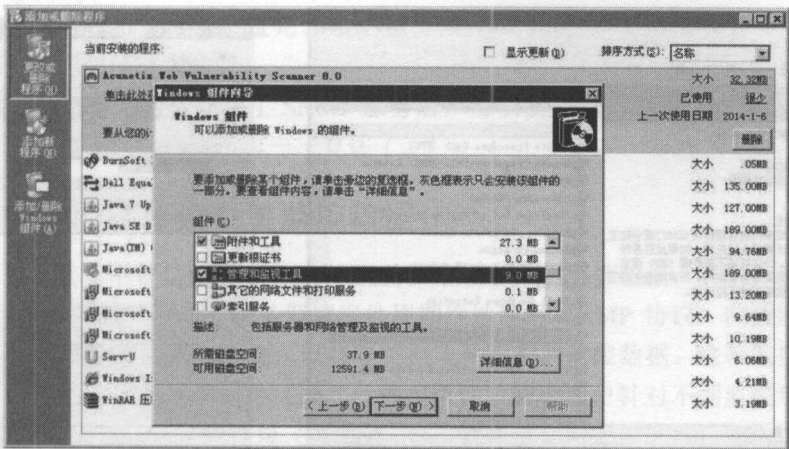 添加或删除程序
当前安装的程序:
显示更新(D)
排序方式(S): 名称
更改或
删除
程序(H)
添加新
程序(N)
添加/删除
Windows
组件(A)
Acunetix Web Vulnerability Scanner 8.0
大小 32.32MB
单击此处
已使用 很少
要从您的
上一次使用日期 2014-1-6
删除
BurnSoft
大小 .05MB
Dell Equa
大小 135.00MB
Java 7 Up
大小 127.00MB
Java SE D
大小 189.00MB
Java(TM)
大小 94.76MB
Microsoft
大小 189.00MB
Microsoft
大小 13.20MB
Microsoft
大小 9.64MB
Microsoft
大小 10.19MB
Serv-U
大小 6.06MB
Windows I
大小 4.21MB
WinRAR 压
大小 3.19MB
Windows 组件向导
Windows 组件
可以添加或删除 Windows 的组件。
要添加或删除某个组件，请单击旁边的复选框。灰色框表示只会安装该组件的
一部分。要查看组件内容，请单击“详细信息”。
组件(C):
附件和工具 27.3 MB
更新根证书 0.0 MB
管理和监视工具 9.0 MB
其它的网络文件和打印服务 0.1 MB
索引服务 0.0 MB
描述: 包括服务器和网络管理及监视的工具。
所需磁盘空间: 37.9 MB
可用磁盘空间: 12591.4 MB
详细信息(D)...
< 上一步(B) 下一步(N) > 取消 帮助